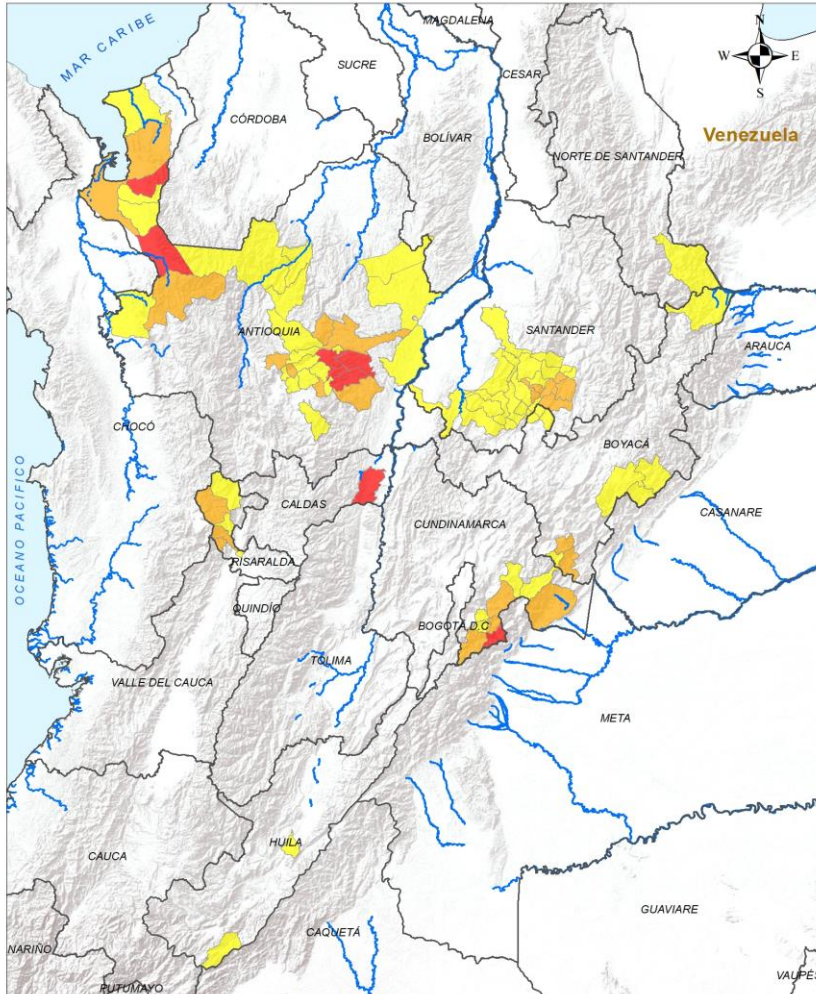 MAGDALENA
N
MAR CARIBE
SUCRE
W
E
CESAR
S
CÓRDOBA
BOLÍVAR
Venezuela
NORTE DE SANTANDER
ANTIOQUIA
SANTANDER
ARAUCA
CHOCÓ
BOYACÁ
OCEANO PACIFICO
CALDAS
CUNDINAMARCA
CASANARE
RISARALDA
QUINDÍO
BOGOTÁ D.C
TOLIMA
VALLE DEL CAUCA
META
HUILA
CAUCA
GUAVIARE
CAQUETÁ
NARIÑO
PUTUMAYO
VAUPÉS